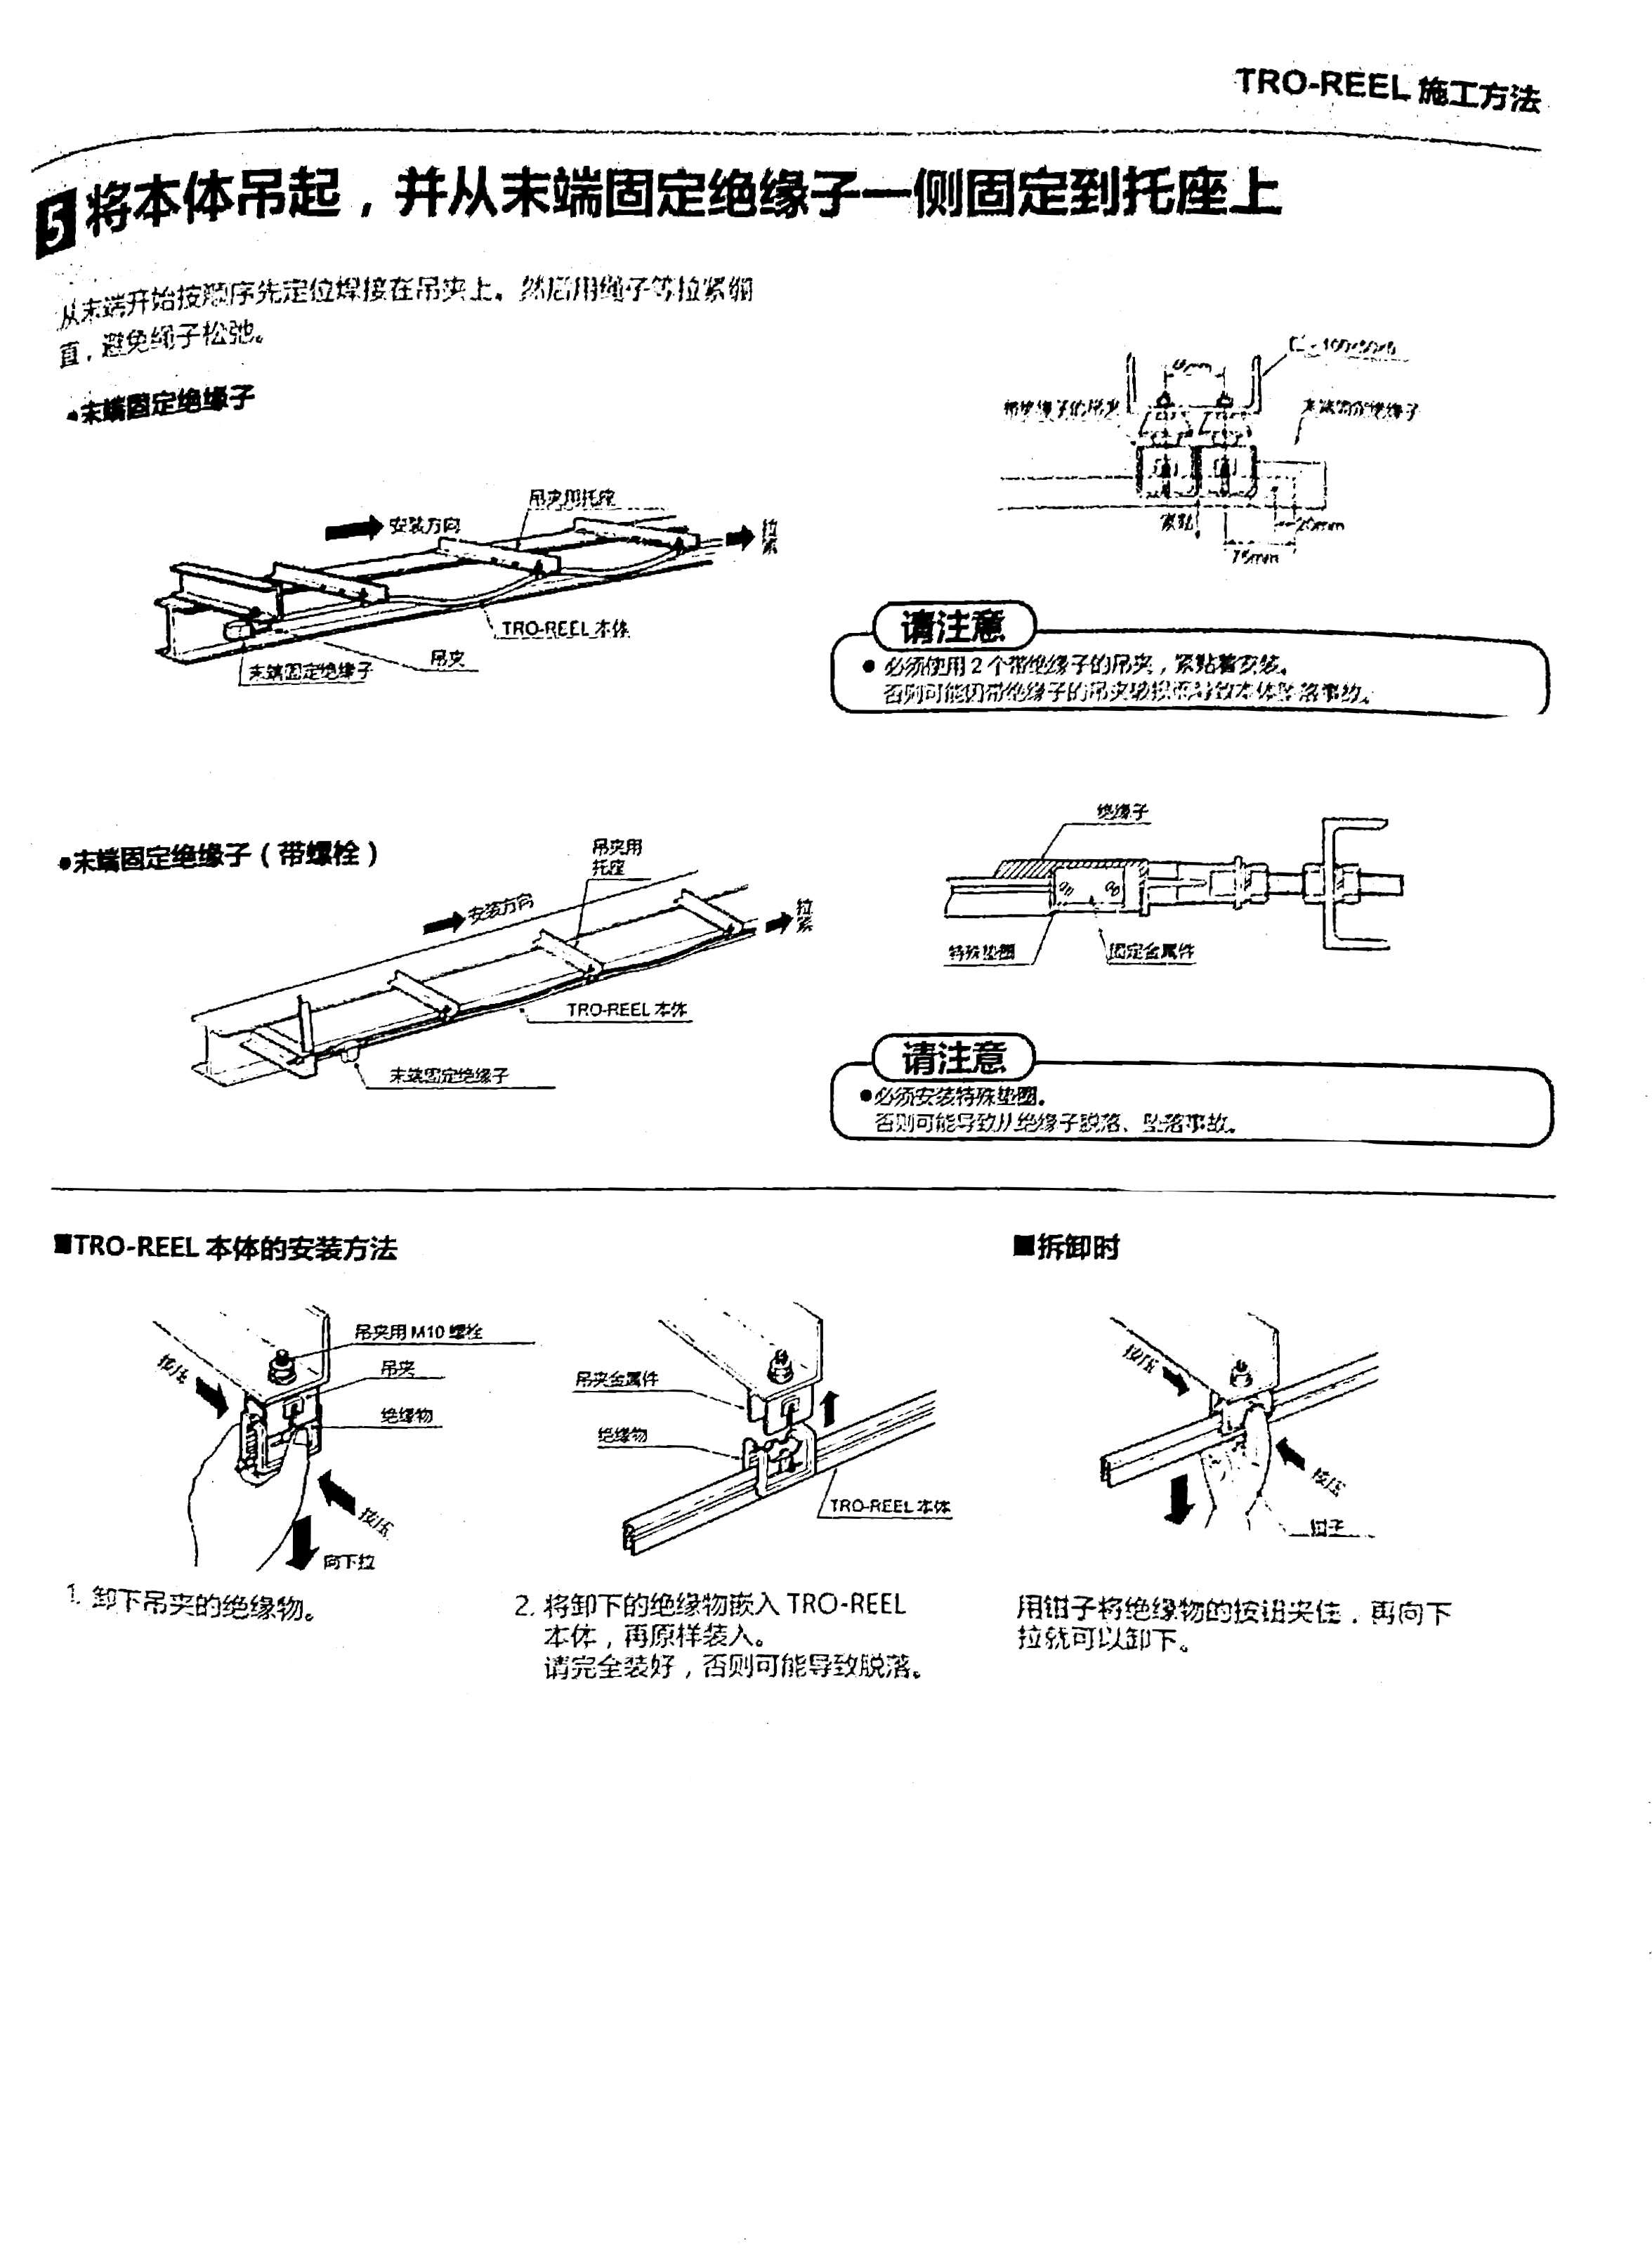 TRO-REEL 施工方法
5 将本体吊起，并从末端固定绝缘子一侧固定到托座上
从末端开始按顺序先定位焊接在吊夹上。然后用绳子等拉紧绷
直，避免绳子松弛。
•末端固定绝缘子
吊夹用托座
安装方向
拉紧
TRO-REEL 本体
吊夹
末端固定绝缘子
带绝缘子的吊夹
末端固定绝缘子
紧贴
20mm
75mm
请注意
● 必须使用 2 个带绝缘子的吊夹，紧贴着安装。
否则可能因带绝缘子的吊夹破损而导致本体坠落事故。
●末端固定绝缘子（带螺栓）
吊夹用
托座
安装方向
拉紧
TRO-REEL 本体
末端固定绝缘子
绝缘子
特殊垫圈
固定金属件
请注意
●必须安装特殊垫圈。
否则可能导致从绝缘子脱落、坠落事故。
■TRO-REEL 本体的安装方法
■拆卸时
吊夹用 M10 螺栓
按压
吊夹
绝缘物
按压
向下拉
吊夹金属件
绝缘物
TRO-REEL 本体
按压
按压
钳子
1. 卸下吊夹的绝缘物。
2. 将卸下的绝缘物嵌入 TRO-REEL
本体，再原样装入。
请完全装好，否则可能导致脱落。
用钳子将绝缘物的按钮夹住，再向下
拉就可以卸下。